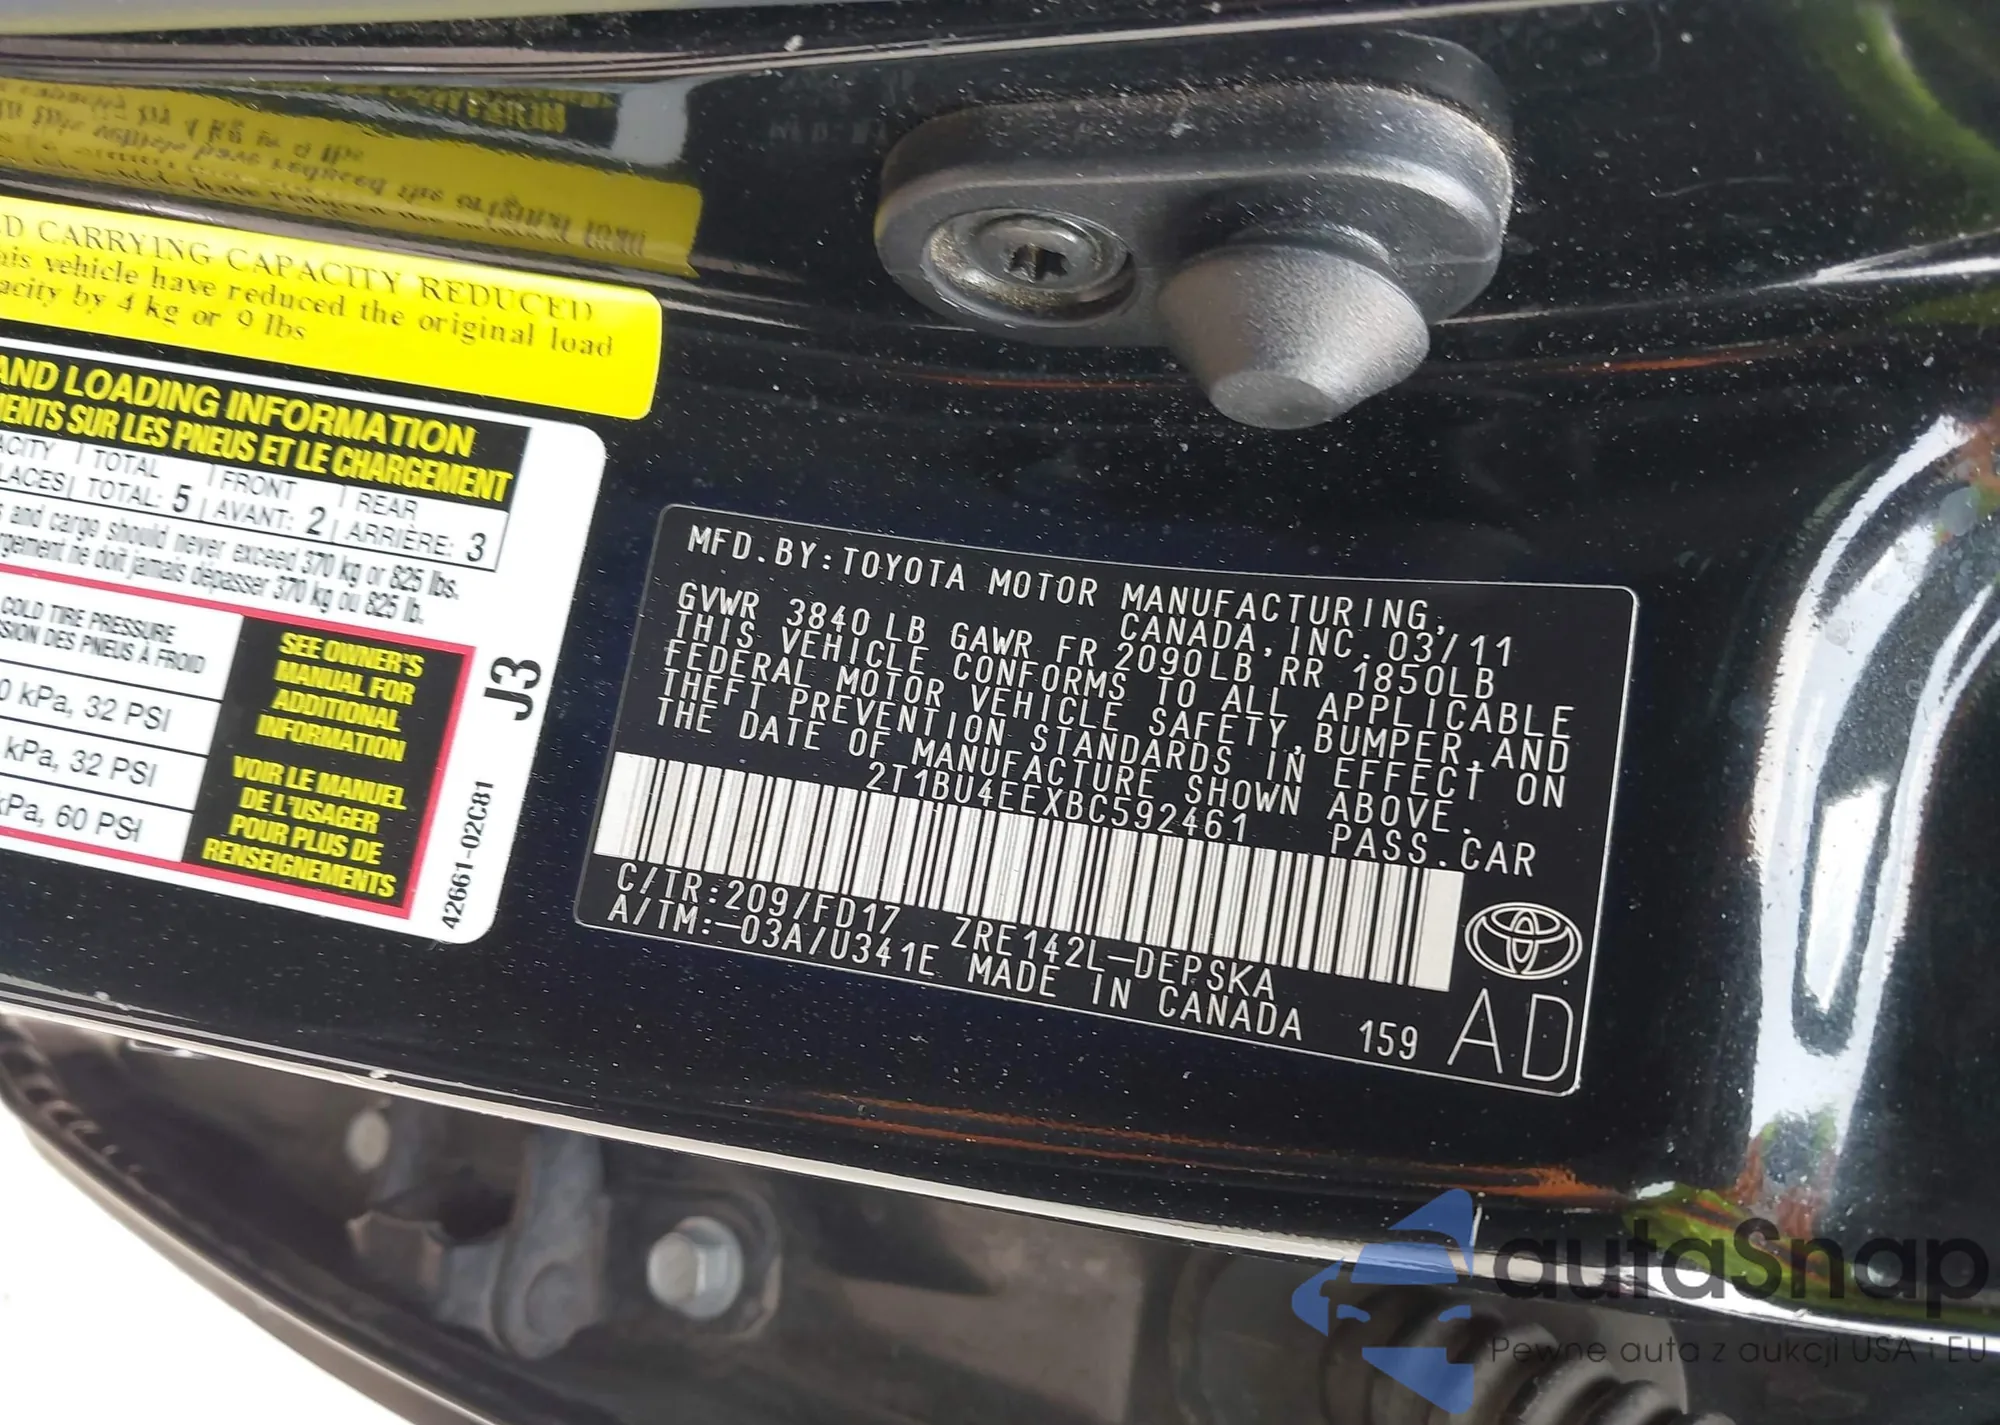 D CARRYING CAPACITY REDUCED
his vehicle have reduced the original load
acity by 4 kg or 9 lbs
AND LOADING INFORMATION
MENTS SUR LES PNEUS ET LE CHARGEMENT
ACITY TOTAL FRONT REAR
LACES TOTAL: 5 AVANT: 2 ARRIÈRE: 3
s and cargo should never exceed 370 kg or 825 lbs.
rgement ne doit jamais dépasser 370 kg ou 825 lb.
COLD TIRE PRESSURE
SSION DES PNEUS À FROID
0 kPa, 32 PSI
kPa, 32 PSI
kPa, 60 PSI
SEE OWNER'S
MANUAL FOR
ADDITIONAL
INFORMATION
VOIR LE MANUEL
DE L'USAGER
POUR PLUS DE
RENSEIGNEMENTS
J3
42661-02C81
MFD.BY:TOYOTA MOTOR MANUFACTURING,
CANADA,INC. 03/11
GVWR 3840LB GAWR FR 2090LB RR 1850LB
THIS VEHICLE CONFORMS TO ALL APPLICABLE
FEDERAL MOTOR VEHICLE SAFETY,BUMPER,AND
THEFT PREVENTION STANDARDS IN EFFECT ON
THE DATE OF MANUFACTURE SHOWN ABOVE.
2T1BU4EEXBC592461 PASS.CAR
C/TR:209/FD17 ZRE142L-DEPSKA
A/TM:-03A/U341E MADE IN CANADA 159 AD
autaSnap
Pewne auta z aukcji USA i EU